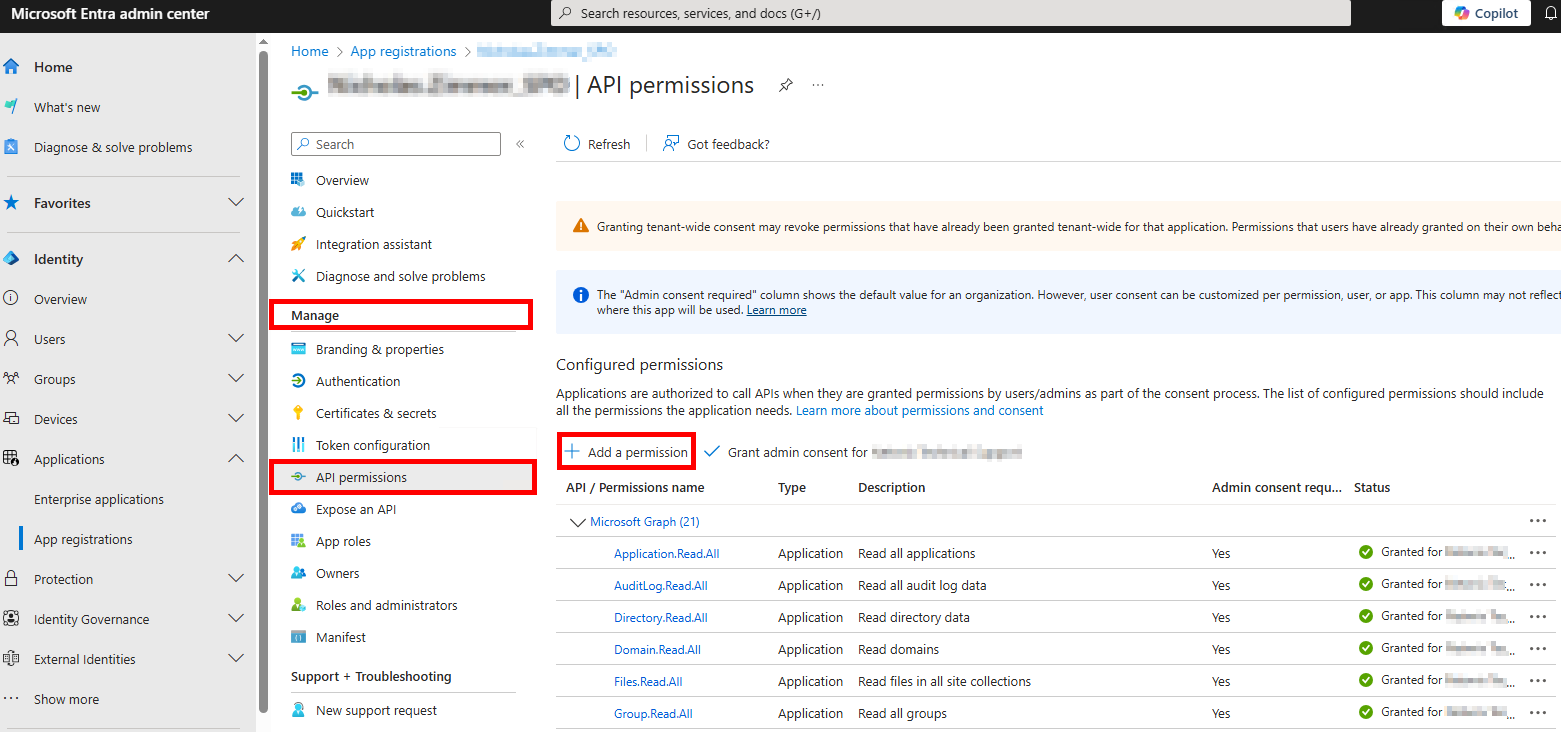 Microsoft Entra admin center
Search resources, services, and docs (G+/)
Copilot
Home
What's new
Diagnose & solve problems
Favorites
Identity
Overview
Users
Groups
Devices
Applications
Enterprise applications
App registrations
Protection
Identity Governance
External Identities
Show more
Home > App registrations >
| API permissions
Search
Overview
Quickstart
Integration assistant
Diagnose and solve problems
Manage
Branding & properties
Authentication
Certificates & secrets
Token configuration
API permissions
Expose an API
App roles
Owners
Roles and administrators
Manifest
Support + Troubleshooting
New support request
Refresh
Got feedback?
Granting tenant-wide consent may revoke permissions that have already been granted tenant-wide for that application. Permissions that users have already granted on their own beha
The "Admin consent required" column shows the default value for an organization. However, user consent can be customized per permission, user, or app. This column may not reflect
where this app will be used. Learn more
Configured permissions
Applications are authorized to call APIs when they are granted permissions by users/admins as part of the consent process. The list of configured permissions should include
all the permissions the application needs. Learn more about permissions and consent
Add a permission
Grant admin consent for
API / Permissions name Type Description Admin consent requ... Status
Microsoft Graph (21)
Application.Read.All Application Read all applications Yes Granted for ...
AuditLog.Read.All Application Read all audit log data Yes Granted for ...
Directory.Read.All Application Read directory data Yes Granted for ...
Domain.Read.All Application Read domains Yes Granted for ...
Files.Read.All Application Read files in all site collections Yes Granted for ...
Group.Read.All Application Read all groups Yes Granted for ...